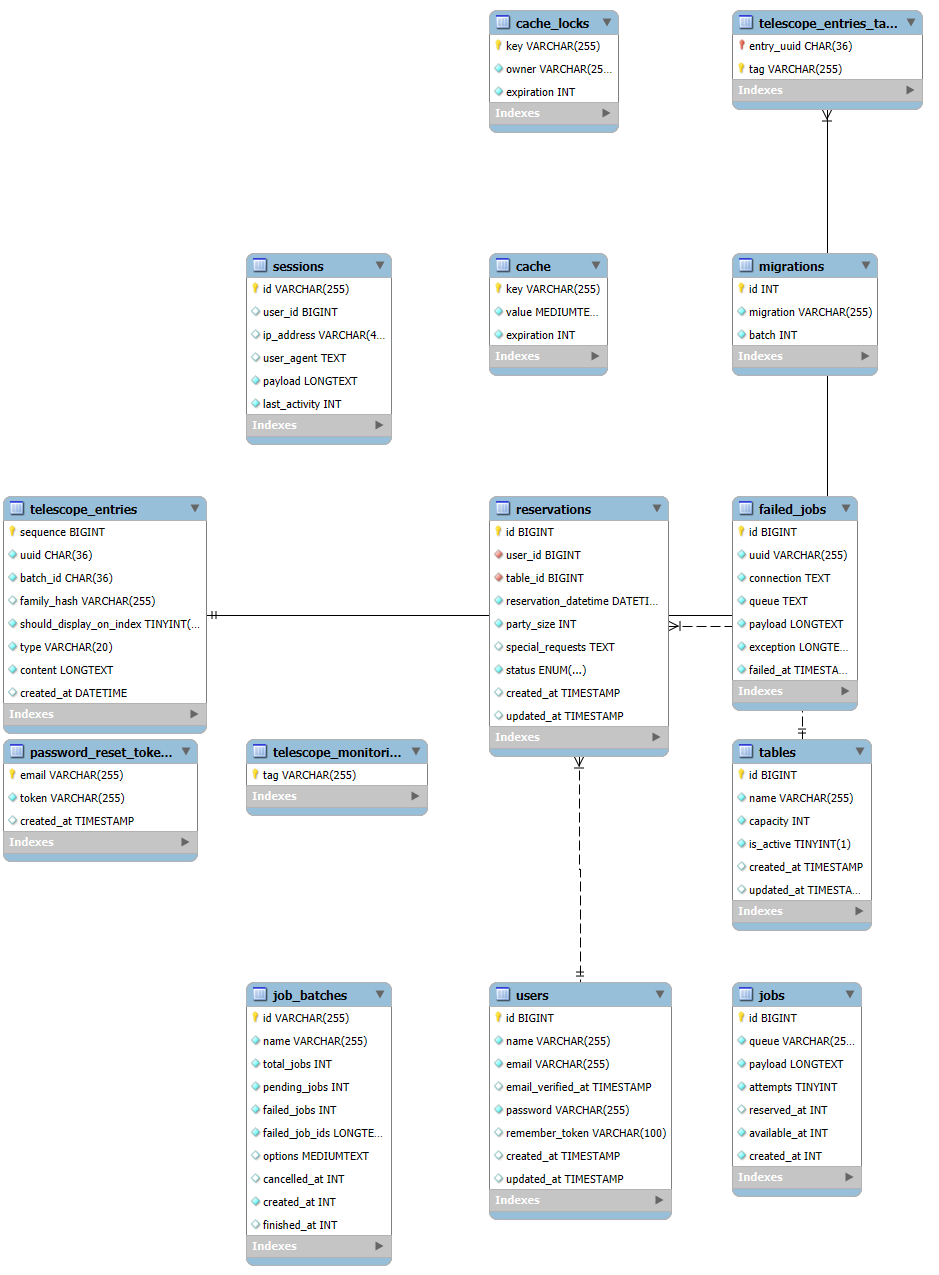 cache_locks
key VARCHAR(255)
owner VARCHAR(25...
expiration INT
Indexes
telescope_entries_ta...
entry_uuid CHAR(36)
tag VARCHAR(255)
Indexes
sessions
id VARCHAR(255)
user_id BIGINT
ip_address VARCHAR(4...
user_agent TEXT
payload LONGTEXT
last_activity INT
Indexes
cache
key VARCHAR(255)
value MEDIUMTE...
expiration INT
Indexes
migrations
id INT
migration VARCHAR(255)
batch INT
Indexes
telescope_entries
sequence BIGINT
uuid CHAR(36)
batch_id CHAR(36)
family_hash VARCHAR(255)
should_display_on_index TINYINT(...
type VARCHAR(20)
content LONGTEXT
created_at DATETIME
Indexes
reservations
id BIGINT
user_id BIGINT
table_id BIGINT
reservation_datetime DATETI...
party_size INT
special_requests TEXT
status ENUM(...)
created_at TIMESTAMP
updated_at TIMESTAMP
Indexes
failed_jobs
id BIGINT
uuid VARCHAR(255)
connection TEXT
queue TEXT
payload LONGTEXT
exception LONGTE...
failed_at TIMESTA...
Indexes
password_reset_toke...
email VARCHAR(255)
token VARCHAR(255)
created_at TIMESTAMP
Indexes
telescope_monitori...
tag VARCHAR(255)
Indexes
tables
id BIGINT
name VARCHAR(255)
capacity INT
is_active TINYINT(1)
created_at TIMESTAMP
updated_at TIMESTA...
Indexes
job_batches
id VARCHAR(255)
name VARCHAR(255)
total_jobs INT
pending_jobs INT
failed_jobs INT
failed_job_ids LONGTE...
options MEDIUMTEXT
cancelled_at INT
created_at INT
finished_at INT
Indexes
users
id BIGINT
name VARCHAR(255)
email VARCHAR(255)
email_verified_at TIMESTAMP
password VARCHAR(255)
remember_token VARCHAR(100)
created_at TIMESTAMP
updated_at TIMESTAMP
Indexes
jobs
id BIGINT
queue VARCHAR(25...
payload LONGTEXT
attempts TINYINT
reserved_at INT
available_at INT
created_at INT
Indexes